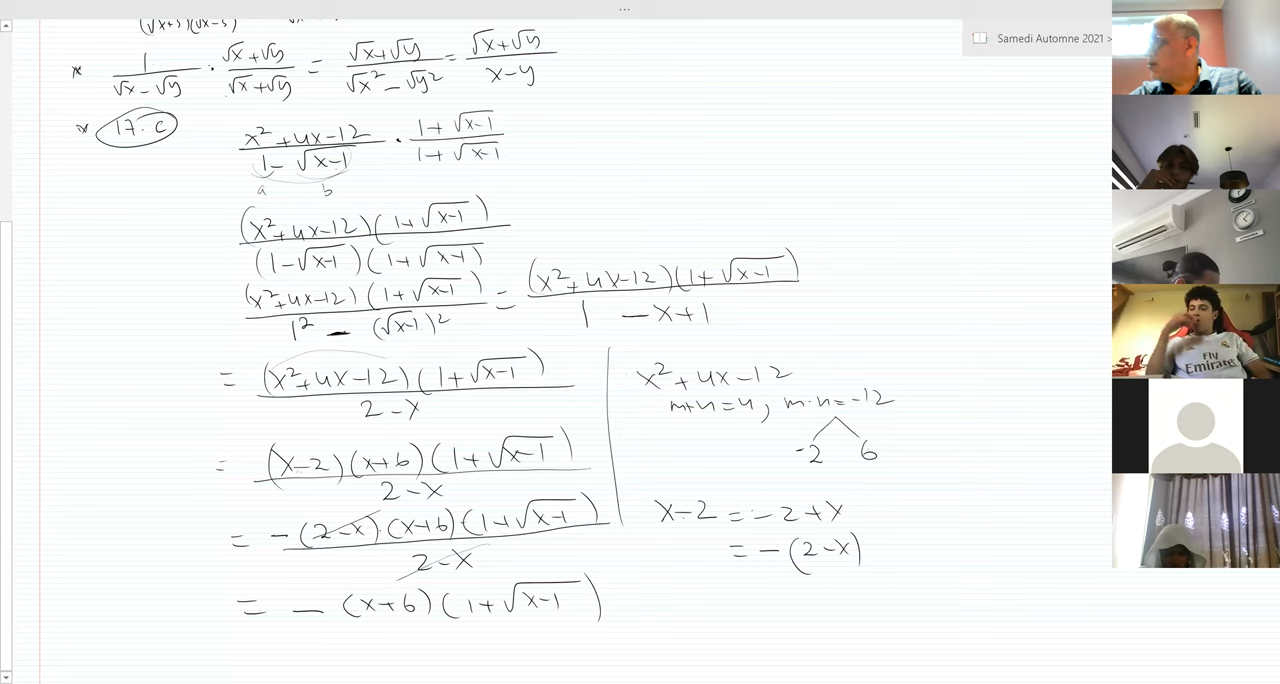 (√x+5)(√x−5)
* 1/(√x − √y) · (√x + √y)/(√x + √y) = (√x + √y)/(√x² − √y²) = (√x + √y)/(x − y)
* 17. c
(x² + 4x − 12)/(1 − √(x−1)) · (1 + √(x−1))/(1 + √(x−1))
a b
(x² + 4x − 12)(1 + √(x−1))/((1 − √(x−1))(1 + √(x−1)))
(x² + 4x − 12)(1 + √(x−1))/(1² − (√(x−1))²) = (x² + 4x − 12)(1 + √(x−1))/(1 − x + 1)
= (x² + 4x − 12)(1 + √(x−1))/(2 − x)
= (x − 2)(x + 6)(1 + √(x−1))/(2 − x)
= −(2 − x)(x + 6)(1 + √(x−1))/(2 − x)
= −(x + 6)(1 + √(x−1))
x² + 4x − 12
m+n = 4, m·n = −12
−2 6
x − 2 = −2 + x
= −(2 − x)
Samedi Automne 2021 >
Fly
Emirates